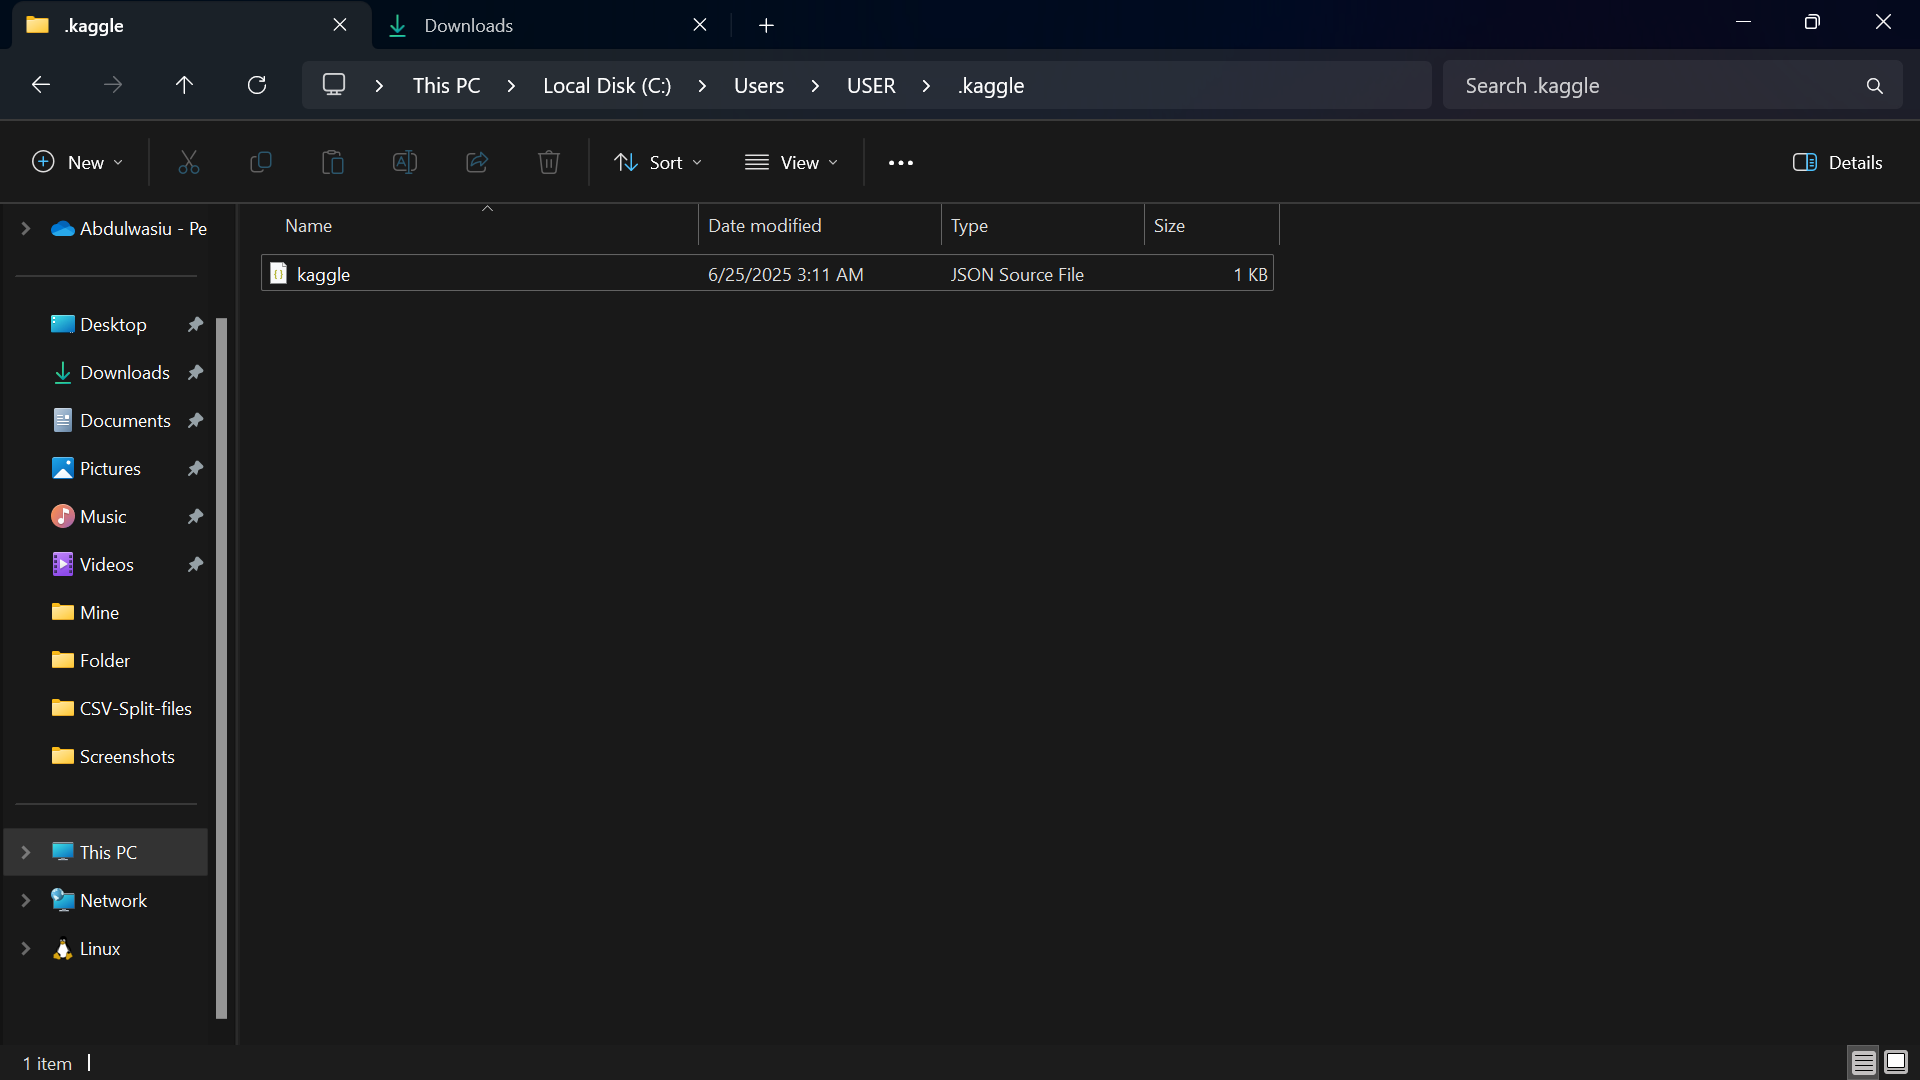 .kaggle
Downloads
This PC > Local Disk (C:) > Users > USER > .kaggle
Search .kaggle
New
Sort
View
Details
Abdulwasiu - Pe
Desktop
Downloads
Documents
Pictures
Music
Videos
Mine
Folder
CSV-Split-files
Screenshots
This PC
Network
Linux
Name Date modified Type Size
kaggle 6/25/2025 3:11 AM JSON Source File 1 KB
1 item